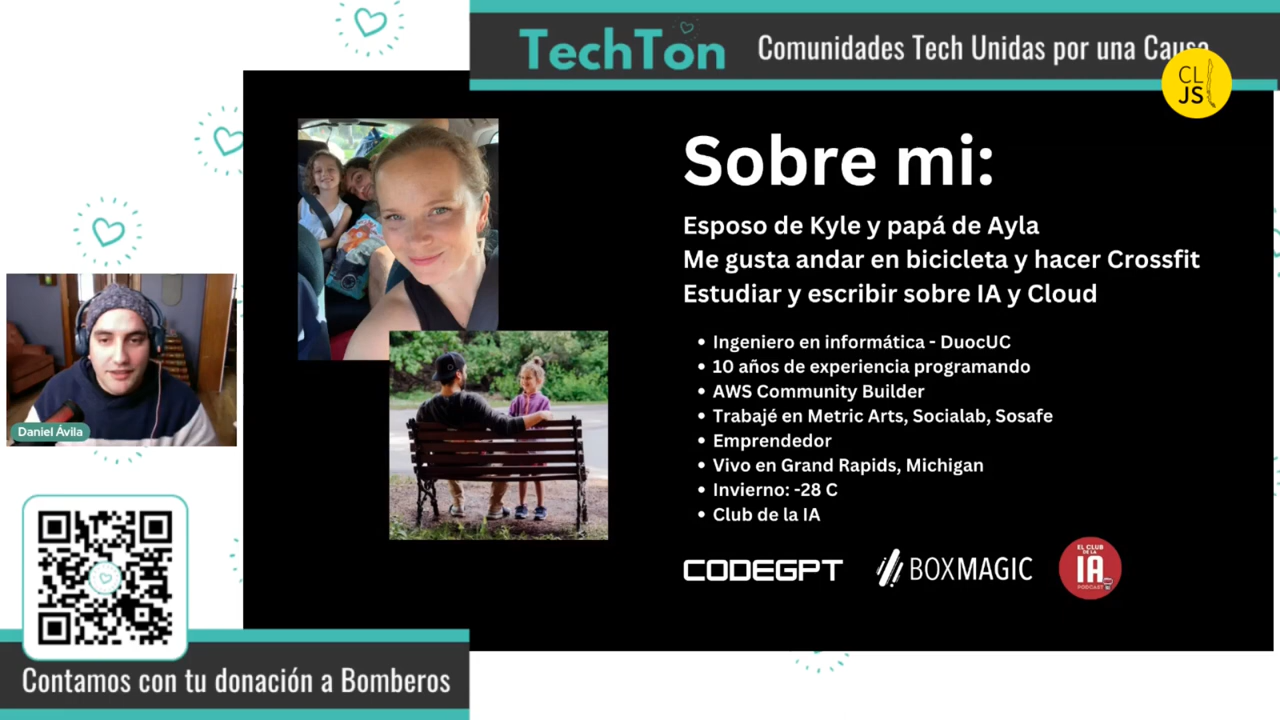 TechTon
Comunidades Tech Unidas por una Causa
CL
JS
Sobre mi:
Esposo de Kyle y papá de Ayla
Me gusta andar en bicicleta y hacer Crossfit
Estudiar y escribir sobre IA y Cloud
• Ingeniero en informática - DuocUC
• 10 años de experiencia programando
• AWS Community Builder
• Trabajé en Metric Arts, Socialab, Sosafe
• Emprendedor
• Vivo en Grand Rapids, Michigan
• Invierno: -28 C
• Club de la IA
CODEGPT
BOXMAGIC
EL CLUB
DE LA
IA
PODCAST
Daniel Ávila
Contamos con tu donación a Bomberos